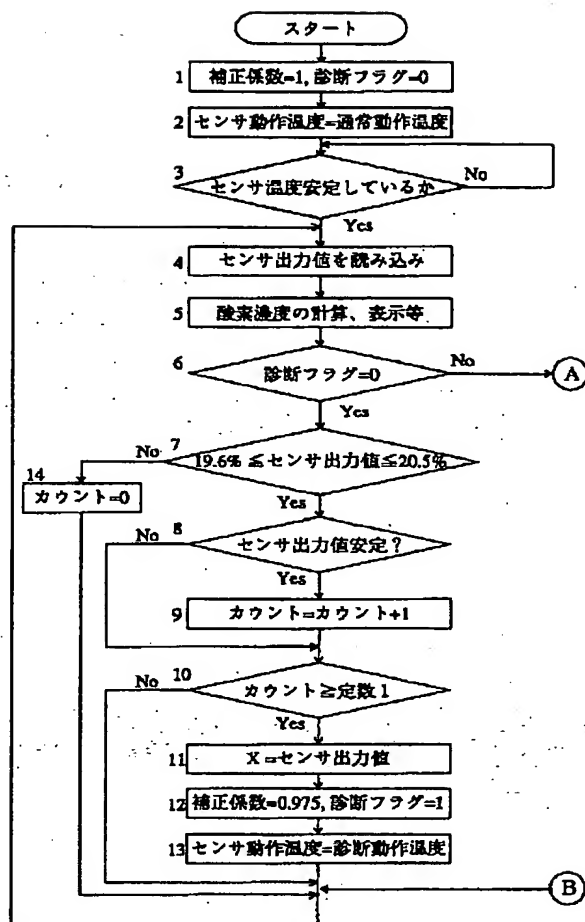 スタート
1 補正係数=1, 診断フラグ=0
2 センサ動作温度=通常動作温度
3 センサ温度安定しているか No
Yes
4 センサ出力値を読み込み
5 酸素濃度の計算、表示等
6 診断フラグ=0 No A
Yes
No 7 19.6%≦センサ出力値≦20.5%
14 カウント=0
Yes
No 8 センサ出力値安定?
Yes
9 カウント=カウント+1
No 10 カウント≧定数1
Yes
11 X=センサ出力値
12 補正係数=0.975, 診断フラグ=1
13 センサ動作温度=診断動作温度
B